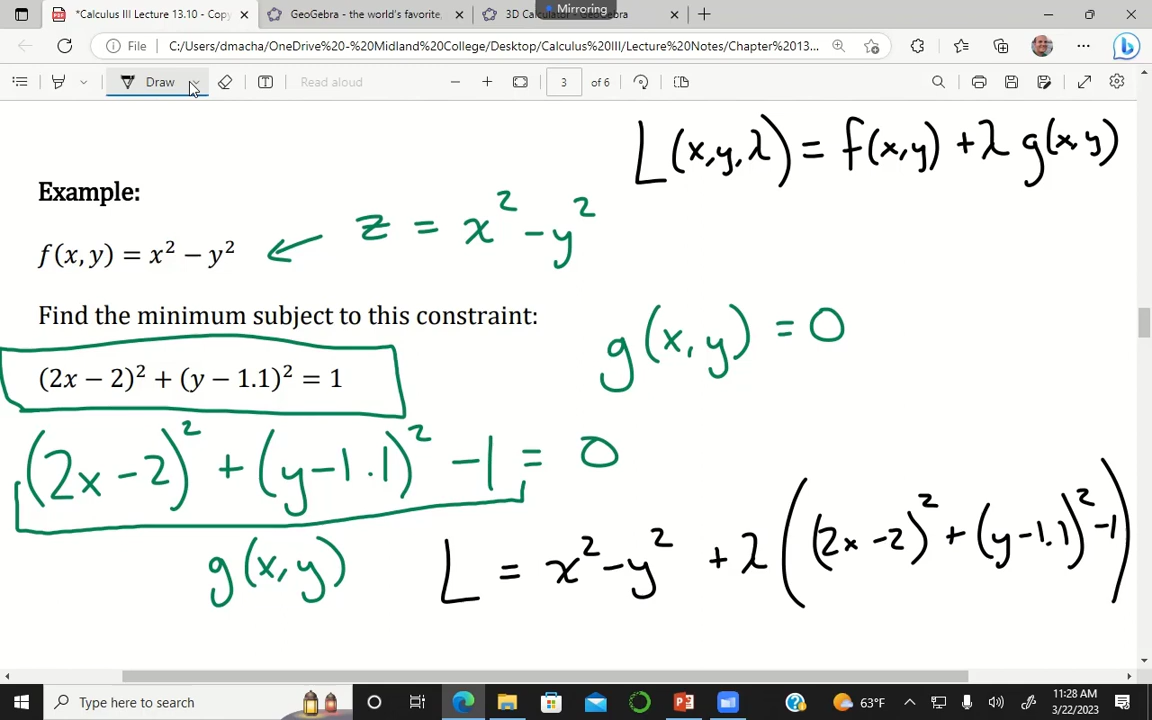 Mirroring
*Calculus III Lecture 13.10 - Copy
GeoGebra - the world's favorite,
3D Calculator - GeoGebra
File
C:/Users/dmacha/OneDrive%20-%20Midland%20College/Desktop/Calculus%20III/Lecture%20Notes/Chapter%2013...
Draw
Read aloud
3 of 6
L(x,y,λ) = f(x,y) + λ g(x,y)
Example:
z = x² - y²
f(x, y) = x² − y²
Find the minimum subject to this constraint:
g(x,y) = 0
(2x − 2)² + (y − 1.1)² = 1
(2x - 2)² + (y - 1.1)² - 1 = 0
g(x,y)
L = x² - y² + λ((2x - 2)² + (y - 1.1)² - 1)
Type here to search
63°F
11:28 AM
3/22/2023